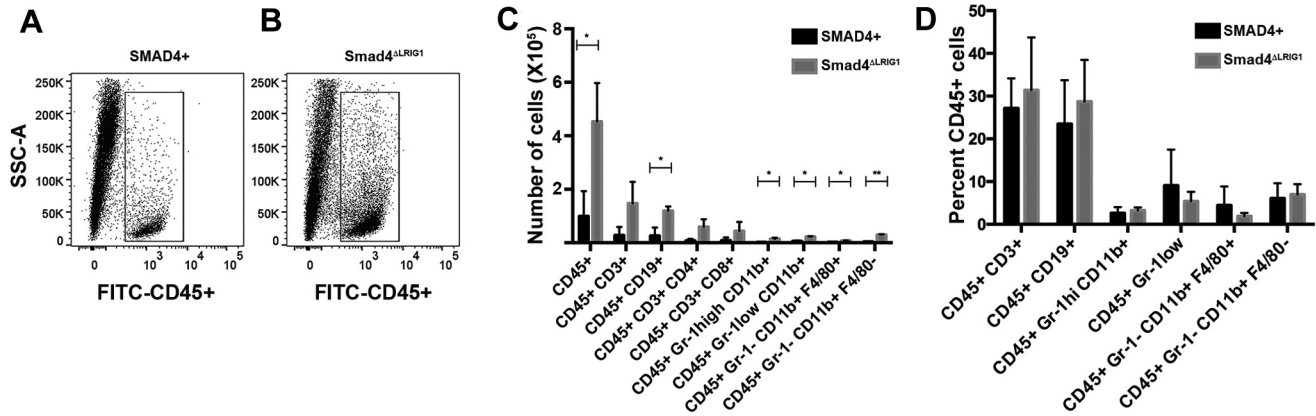 A
SMAD4+
SSC-A
250K
200K
150K
100K
50K
0
0
10³
10⁴
10⁵
FITC-CD45+
B
Smad4ΔLRIG1
250K
200K
150K
100K
50K
0
0
10³
10⁴
10⁵
FITC-CD45+
C
Number of cells (X10⁵)
8
6
4
2
SMAD4+
Smad4ΔLRIG1
*
*
*
*
*
**
CD45+
CD45+ CD3+
CD45+ CD19+
CD45+ CD3+ CD4+
CD45+ CD3+ CD8+
CD45+ Gr-1high CD11b+
CD45+ Gr-1low CD11b+
CD45+ Gr-1- CD11b+ F4/80+
CD45+ Gr-1- CD11b+ F4/80-
D
Percent CD45+ cells
50
40
30
20
10
0
SMAD4+
Smad4ΔLRIG1
CD45+ CD3+
CD45+ CD19+
CD45+ Gr-1hi CD11b+
CD45+ Gr-1low
CD45+ Gr-1- CD11b+ F4/80+
CD45+ Gr-1- CD11b+ F4/80-